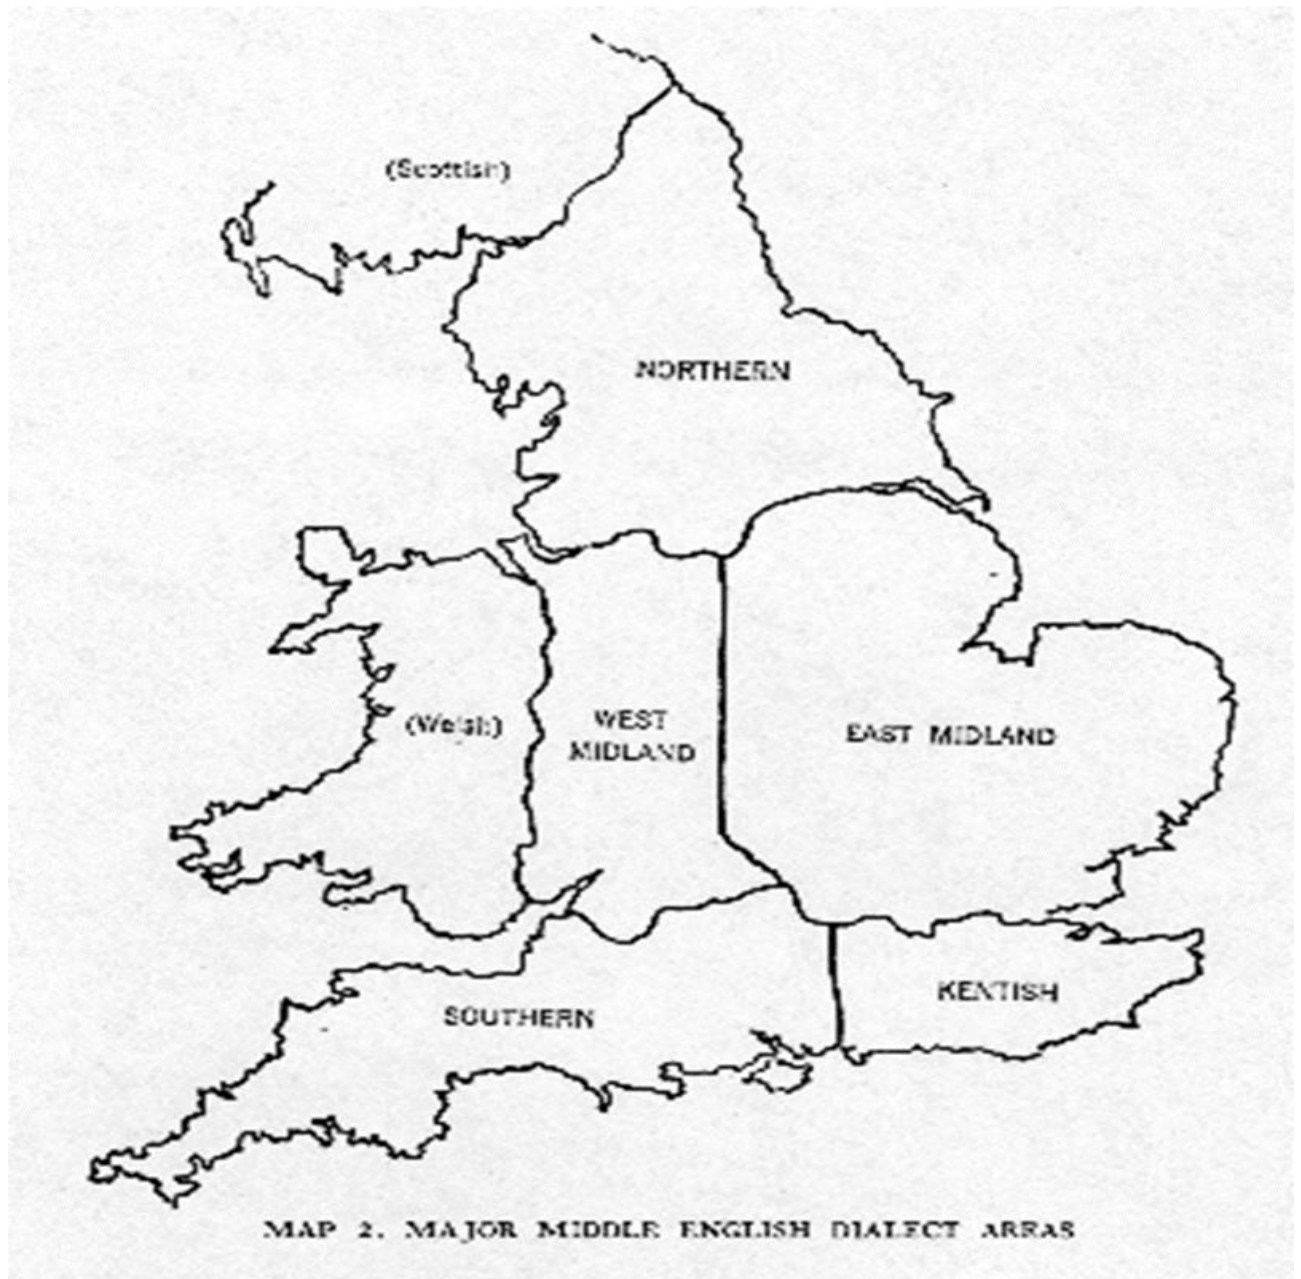 (Scottish)
NORTHERN
(Welsh)
WEST
MIDLAND
EAST MIDLAND
KENTISH
SOUTHERN
MAP 2. MAJOR MIDDLE ENGLISH DIALECT AREAS